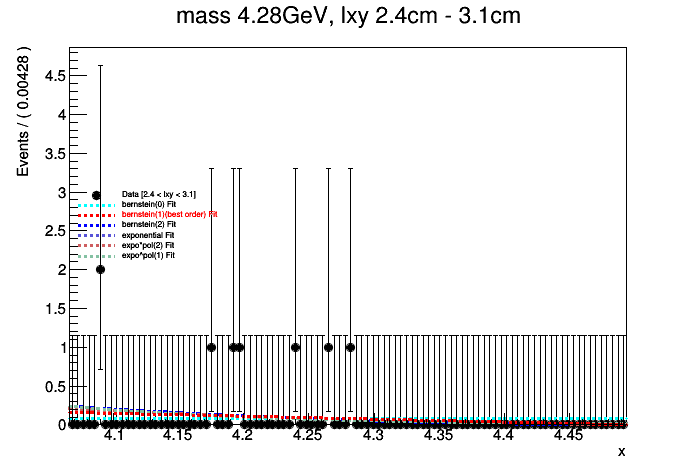 mass 4.28GeV, lxy 2.4cm - 3.1cm
Events / ( 0.00428 )
4.5
4
3.5
3
2.5
2
1.5
1
0.5
0
Data [2.4 < lxy < 3.1]
bernstein(0) Fit
bernstein(1)(best order) Fit
bernstein(2) Fit
exponential Fit
expo*pol(2) Fit
expo*pol(1) Fit
4.1 4.15 4.2 4.25 4.3 4.35 4.4 4.45
x